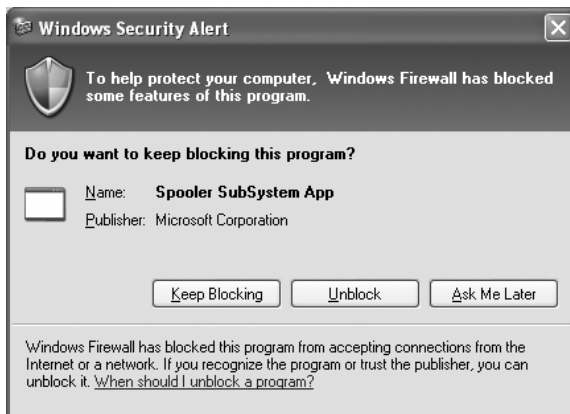 Windows Security Alert
To help protect your computer, Windows Firewall has blocked
some features of this program.
Do you want to keep blocking this program?
Name: Spooler SubSystem App
Publisher: Microsoft Corporation
Keep Blocking Unblock Ask Me Later
Windows Firewall has blocked this program from accepting connections from the
Internet or a network. If you recognize the program or trust the publisher, you can
unblock it. When should I unblock a program?